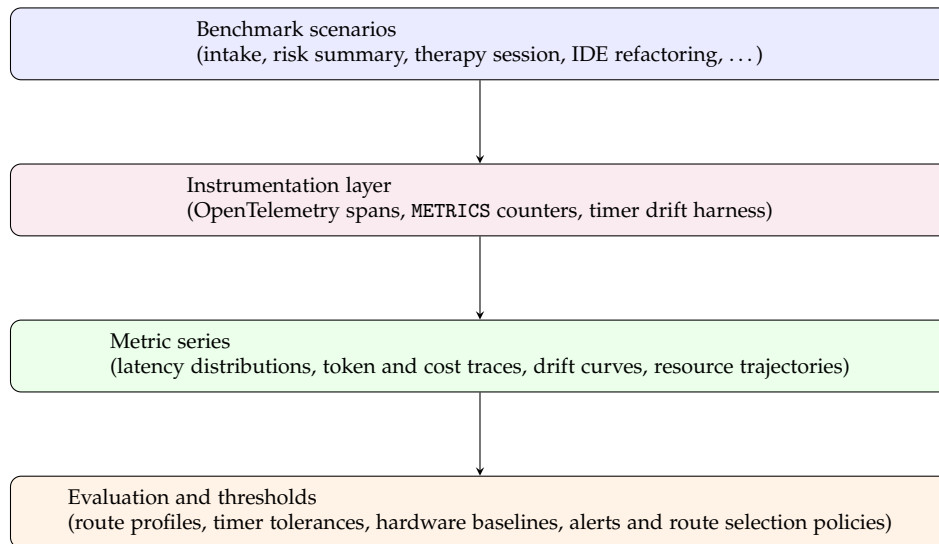 Benchmark scenarios
(intake, risk summary, therapy session, IDE refactoring, . . . )
Instrumentation layer
(OpenTelemetry spans, METRICS counters, timer drift harness)
Metric series
(latency distributions, token and cost traces, drift curves, resource trajectories)
Evaluation and thresholds
(route profiles, timer tolerances, hardware baselines, alerts and route selection policies)